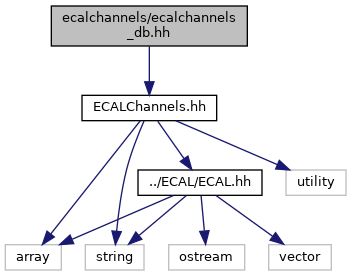 ecalchannels/ecalchannels
_db.hh
ECALChannels.hh
../ECAL/ECAL.hh
utility
array
string
ostream
vector